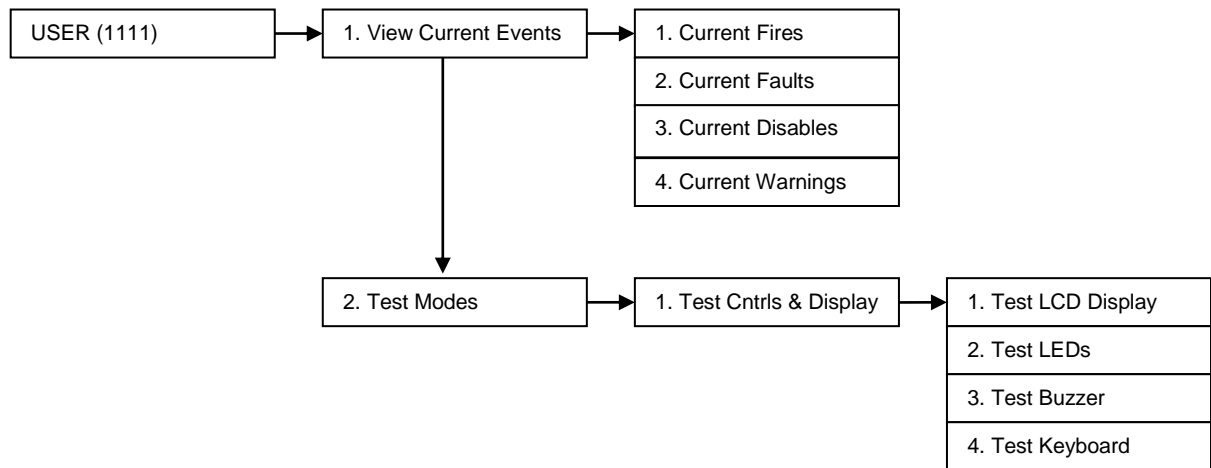 USER (1111)
1. View Current Events
1. Current Fires
2. Current Faults
3. Current Disables
4. Current Warnings
2. Test Modes
1. Test Cntrls & Display
1. Test LCD Display
2. Test LEDs
3. Test Buzzer
4. Test Keyboard